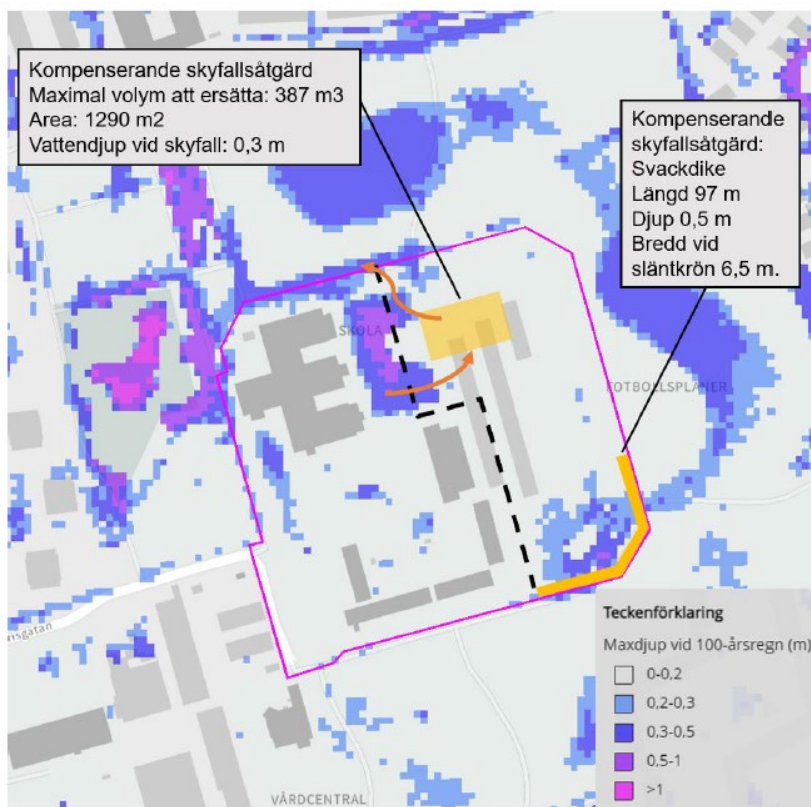 Kompenserande skyfallsåtgärd
Maximal volym att ersätta: 387 m3
Area: 1290 m2
Vattendjup vid skyfall: 0,3 m
Kompenserande
skyfallsåtgärd:
Svackdike
Längd 97 m
Djup 0,5 m
Bredd vid
släntkrön 6,5 m.
SKOLA
FOTBOLLSPLANER
VÅRDCENTRAL
Teckenförklaring
Maxdjup vid 100-årsregn (m)
0-0,2
0,2-0,3
0,3-0,5
0,5-1
>1